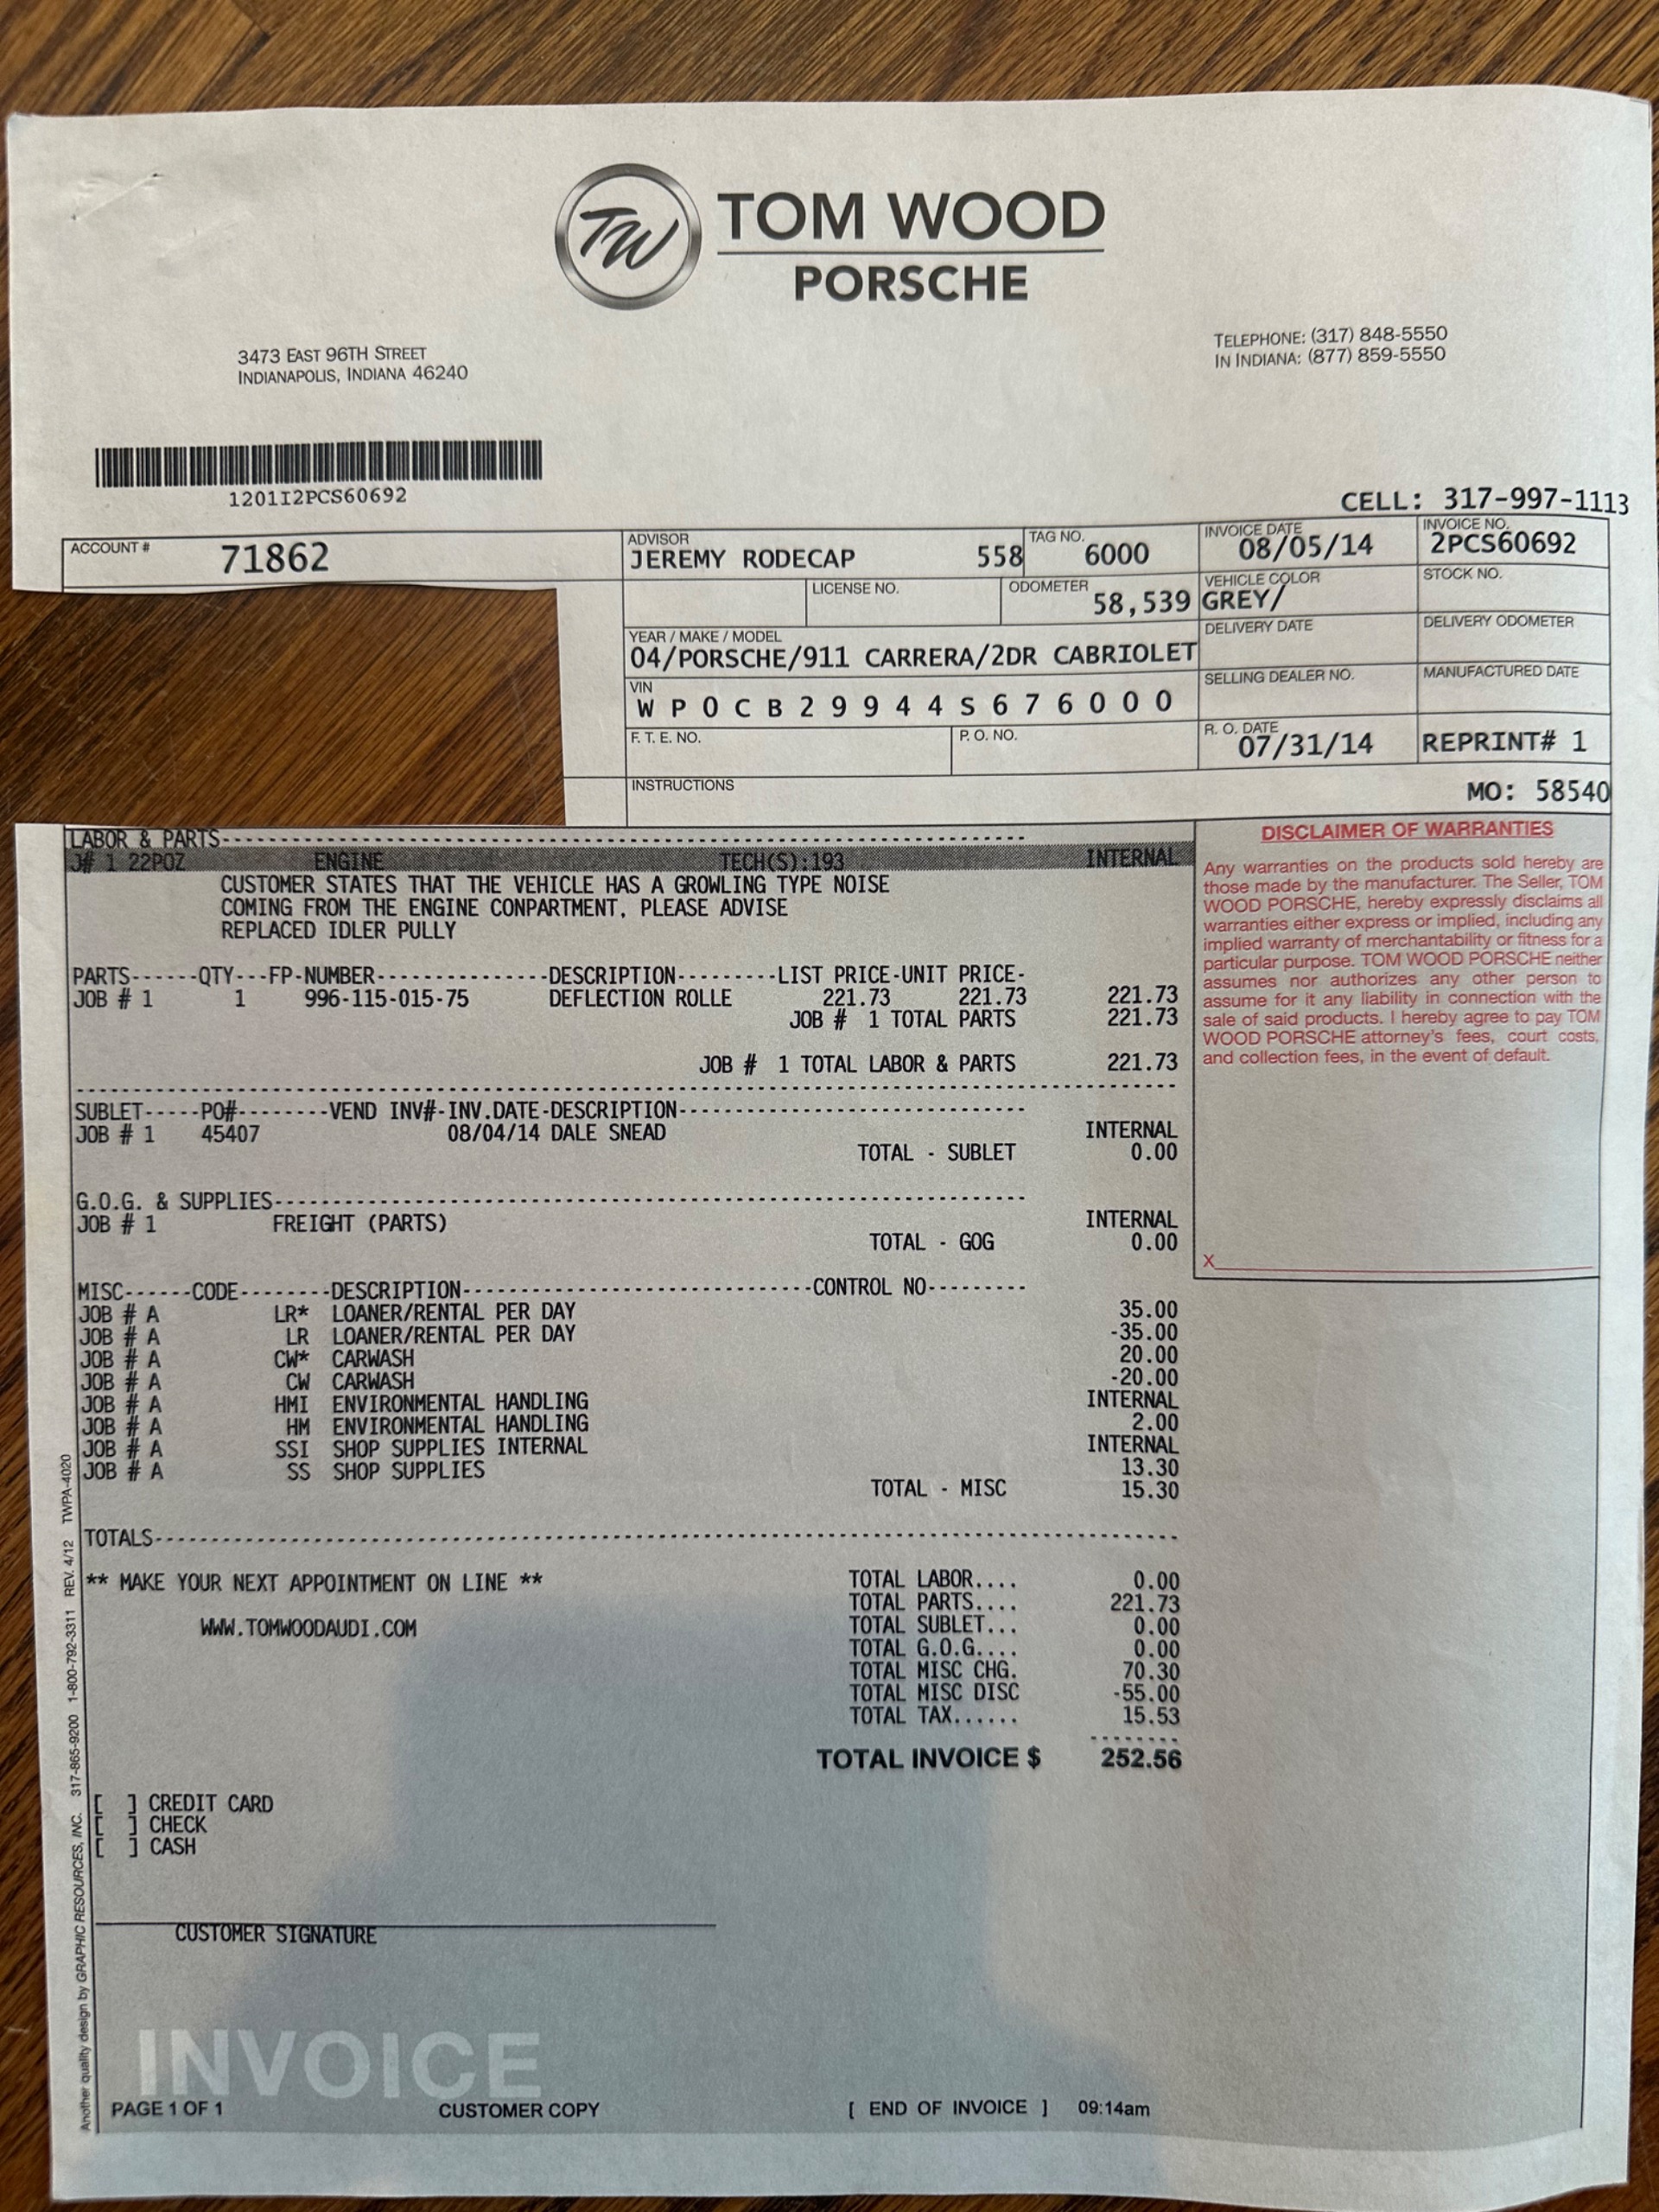 TW TOM WOOD
PORSCHE
3473 EAST 96TH STREET
INDIANAPOLIS, INDIANA 46240
TELEPHONE: (317) 848-5550
IN INDIANA: (877) 859-5550
1201I2PCS60692
CELL: 317-997-1113
ACCOUNT # 71862
ADVISOR JEREMY RODECAP 558
TAG NO. 6000
INVOICE DATE 08/05/14
INVOICE NO. 2PCS60692
LICENSE NO.
ODOMETER 58,539
VEHICLE COLOR GREY/
STOCK NO.
YEAR / MAKE / MODEL
04/PORSCHE/911 CARRERA/2DR CABRIOLET
DELIVERY DATE
DELIVERY ODOMETER
VIN
W P 0 C B 2 9 9 4 4 S 6 7 6 0 0 0
SELLING DEALER NO.
MANUFACTURED DATE
F. T. E. NO.
P. O. NO.
R. O. DATE 07/31/14
REPRINT# 1
INSTRUCTIONS
MO: 58540
LABOR & PARTS--------------------
J# 1 22POZ ENGINE TECH(S):193 INTERNAL
CUSTOMER STATES THAT THE VEHICLE HAS A GROWLING TYPE NOISE
COMING FROM THE ENGINE CONPARTMENT, PLEASE ADVISE
REPLACED IDLER PULLY
PARTS------QTY---FP-NUMBER---------------DESCRIPTION---------LIST PRICE-UNIT PRICE-
JOB # 1 1 996-115-015-75 DEFLECTION ROLLE 221.73 221.73 221.73
JOB # 1 TOTAL PARTS 221.73
JOB # 1 TOTAL LABOR & PARTS 221.73
SUBLET-----PO#--------VEND INV#-INV.DATE-DESCRIPTION--------------------
JOB # 1 45407 08/04/14 DALE SNEAD INTERNAL
TOTAL - SUBLET 0.00
G.O.G. & SUPPLIES--------------------
JOB # 1 FREIGHT (PARTS) INTERNAL
TOTAL - GOG 0.00
MISC------CODE--------DESCRIPTION--------------------CONTROL NO---------
JOB # A LR* LOANER/RENTAL PER DAY 35.00
JOB # A LR LOANER/RENTAL PER DAY -35.00
JOB # A CW* CARWASH 20.00
JOB # A CW CARWASH -20.00
JOB # A HMI ENVIRONMENTAL HANDLING INTERNAL
JOB # A HM ENVIRONMENTAL HANDLING 2.00
JOB # A SSI SHOP SUPPLIES INTERNAL INTERNAL
JOB # A SS SHOP SUPPLIES 13.30
TOTAL - MISC 15.30
TOTALS--------------------
** MAKE YOUR NEXT APPOINTMENT ON LINE **
WWW.TOMWOODAUDI.COM
TOTAL LABOR.... 0.00
TOTAL PARTS.... 221.73
TOTAL SUBLET... 0.00
TOTAL G.O.G.... 0.00
TOTAL MISC CHG. 70.30
TOTAL MISC DISC -55.00
TOTAL TAX...... 15.53
TOTAL INVOICE $ 252.56
[ ] CREDIT CARD
[ ] CHECK
[ ] CASH
CUSTOMER SIGNATURE
DISCLAIMER OF WARRANTIES
Any warranties on the products sold hereby are
those made by the manufacturer. The Seller, TOM
WOOD PORSCHE, hereby expressly disclaims all
warranties either express or implied, including any
implied warranty of merchantability or fitness for a
particular purpose. TOM WOOD PORSCHE neither
assumes nor authorizes any other person to
assume for it any liability in connection with the
sale of said products. I hereby agree to pay TOM
WOOD PORSCHE attorney's fees, court costs,
and collection fees, in the event of default.
X
INVOICE
PAGE 1 OF 1 CUSTOMER COPY [ END OF INVOICE ] 09:14am
Another quality design by GRAPHIC RESOURCES, INC. 317-865-9200 1-800-792-3311 REV. 4/12 TWPA-4020